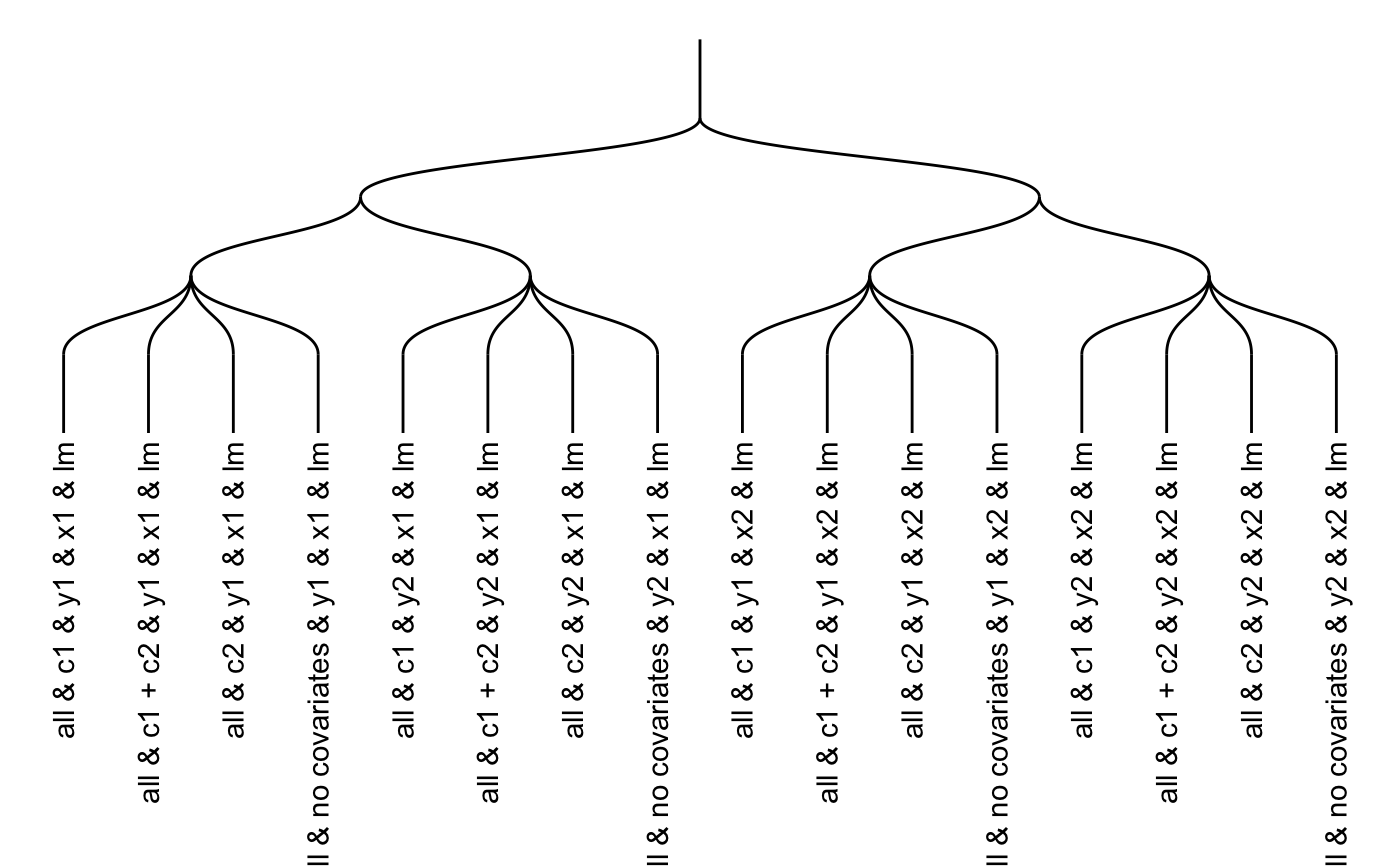 all & c1 & y1 & x1 & lm
all & c1 + c2 & y1 & x1 & lm
all & c2 & y1 & x1 & lm
ll & no covariates & y1 & x1 & lm
all & c1 & y2 & x1 & lm
all & c1 + c2 & y2 & x1 & lm
all & c2 & y2 & x1 & lm
ll & no covariates & y2 & x1 & lm
all & c1 & y1 & x2 & lm
all & c1 + c2 & y1 & x2 & lm
all & c2 & y1 & x2 & lm
ll & no covariates & y1 & x2 & lm
all & c1 & y2 & x2 & lm
all & c1 + c2 & y2 & x2 & lm
all & c2 & y2 & x2 & lm
ll & no covariates & y2 & x2 & lm